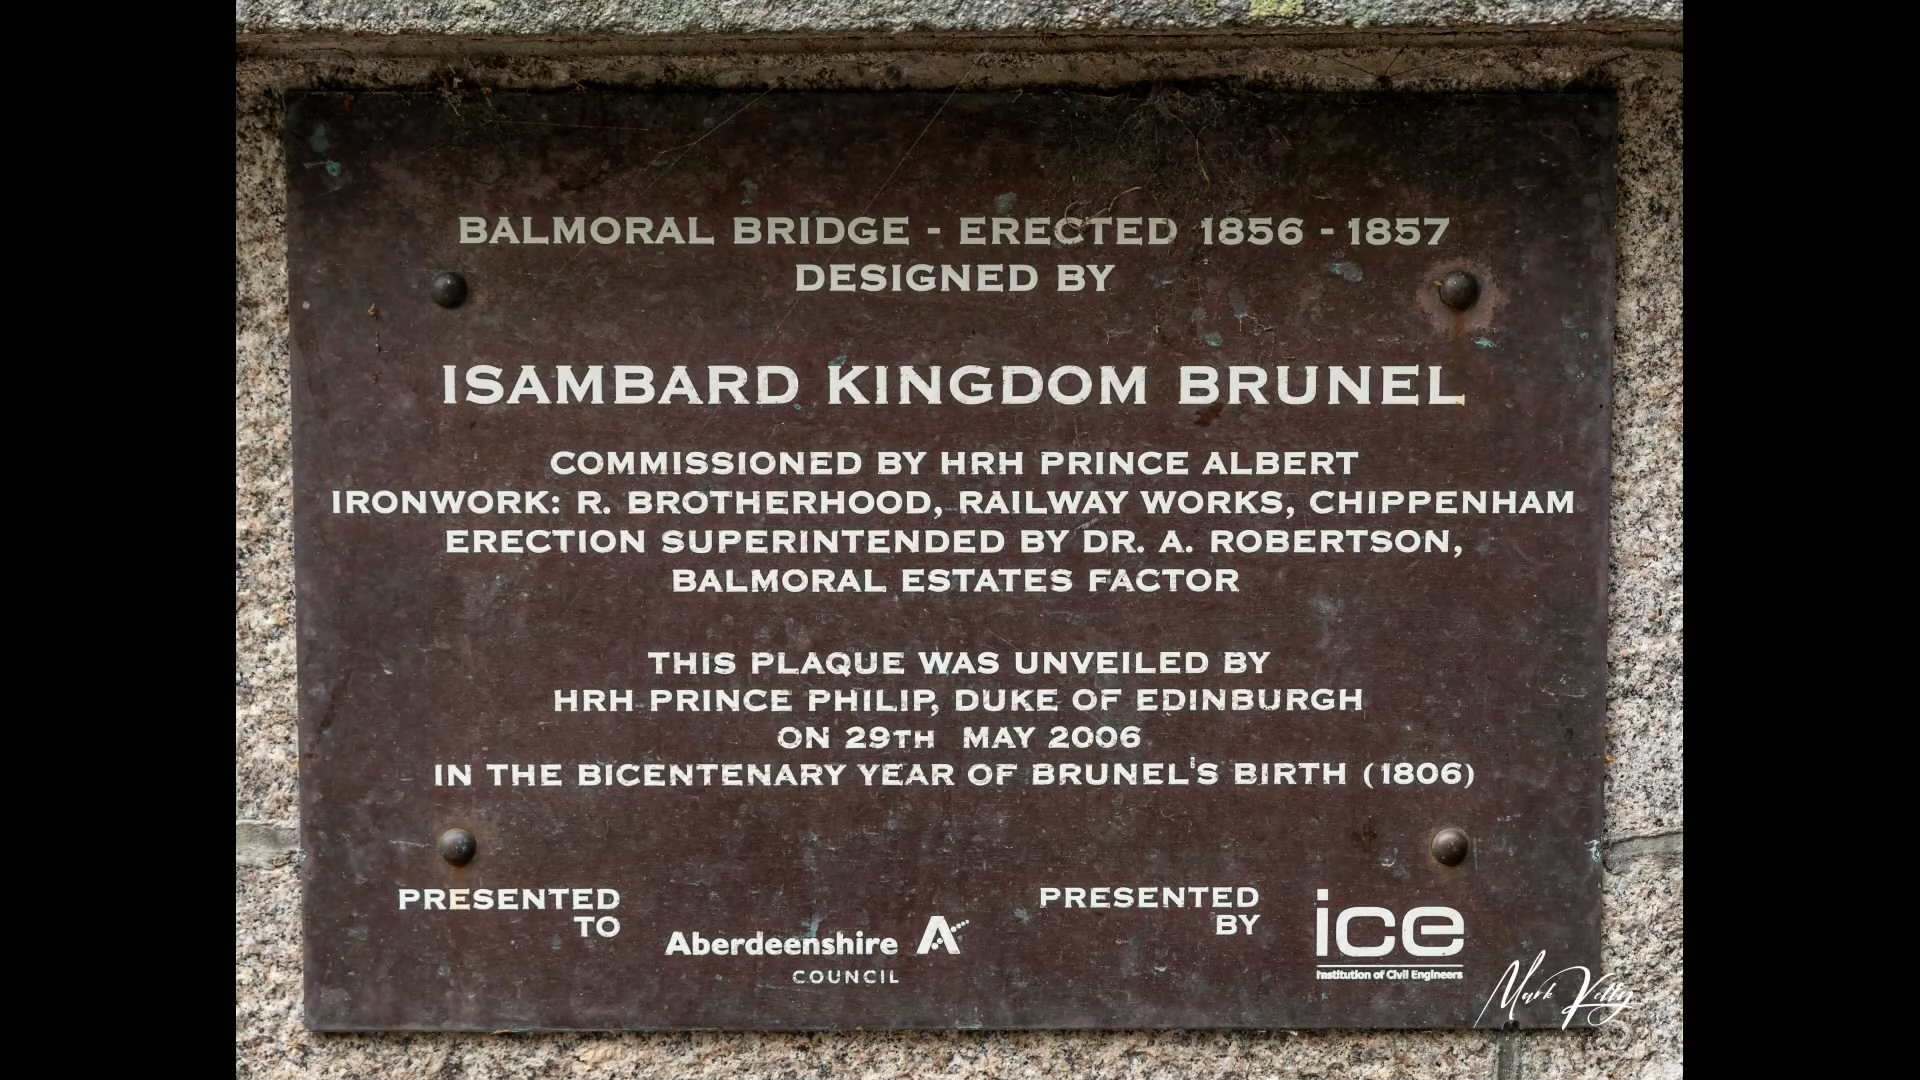 BALMORAL BRIDGE - ERECTED 1856 - 1857
DESIGNED BY
ISAMBARD KINGDOM BRUNEL
COMMISSIONED BY HRH PRINCE ALBERT
IRONWORK: R. BROTHERHOOD, RAILWAY WORKS, CHIPPENHAM
ERECTION SUPERINTENDED BY DR. A. ROBERTSON,
BALMORAL ESTATES FACTOR
THIS PLAQUE WAS UNVEILED BY
HRH PRINCE PHILIP, DUKE OF EDINBURGH
ON 29TH MAY 2006
IN THE BICENTENARY YEAR OF BRUNEL'S BIRTH (1806)
PRESENTED
TO
Aberdeenshire
COUNCIL
PRESENTED
BY
ice
Institution of Civil Engineers
Mark Kelly
PHOTOGRAPHY